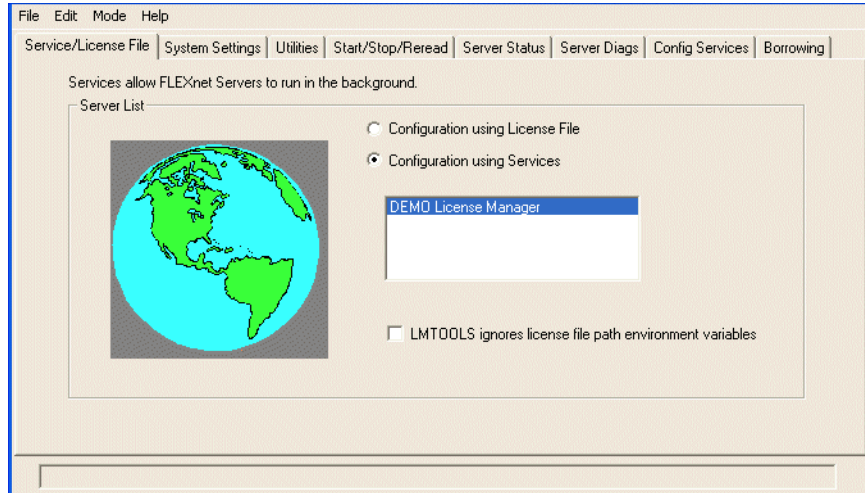 File Edit Mode Help
Service/License File System Settings Utilities Start/Stop/Reread Server Status Server Diags Config Services Borrowing
Services allow FLEXnet Servers to run in the background.
Server List
Configuration using License File
Configuration using Services
DEMO License Manager
LMTOOLS ignores license file path environment variables